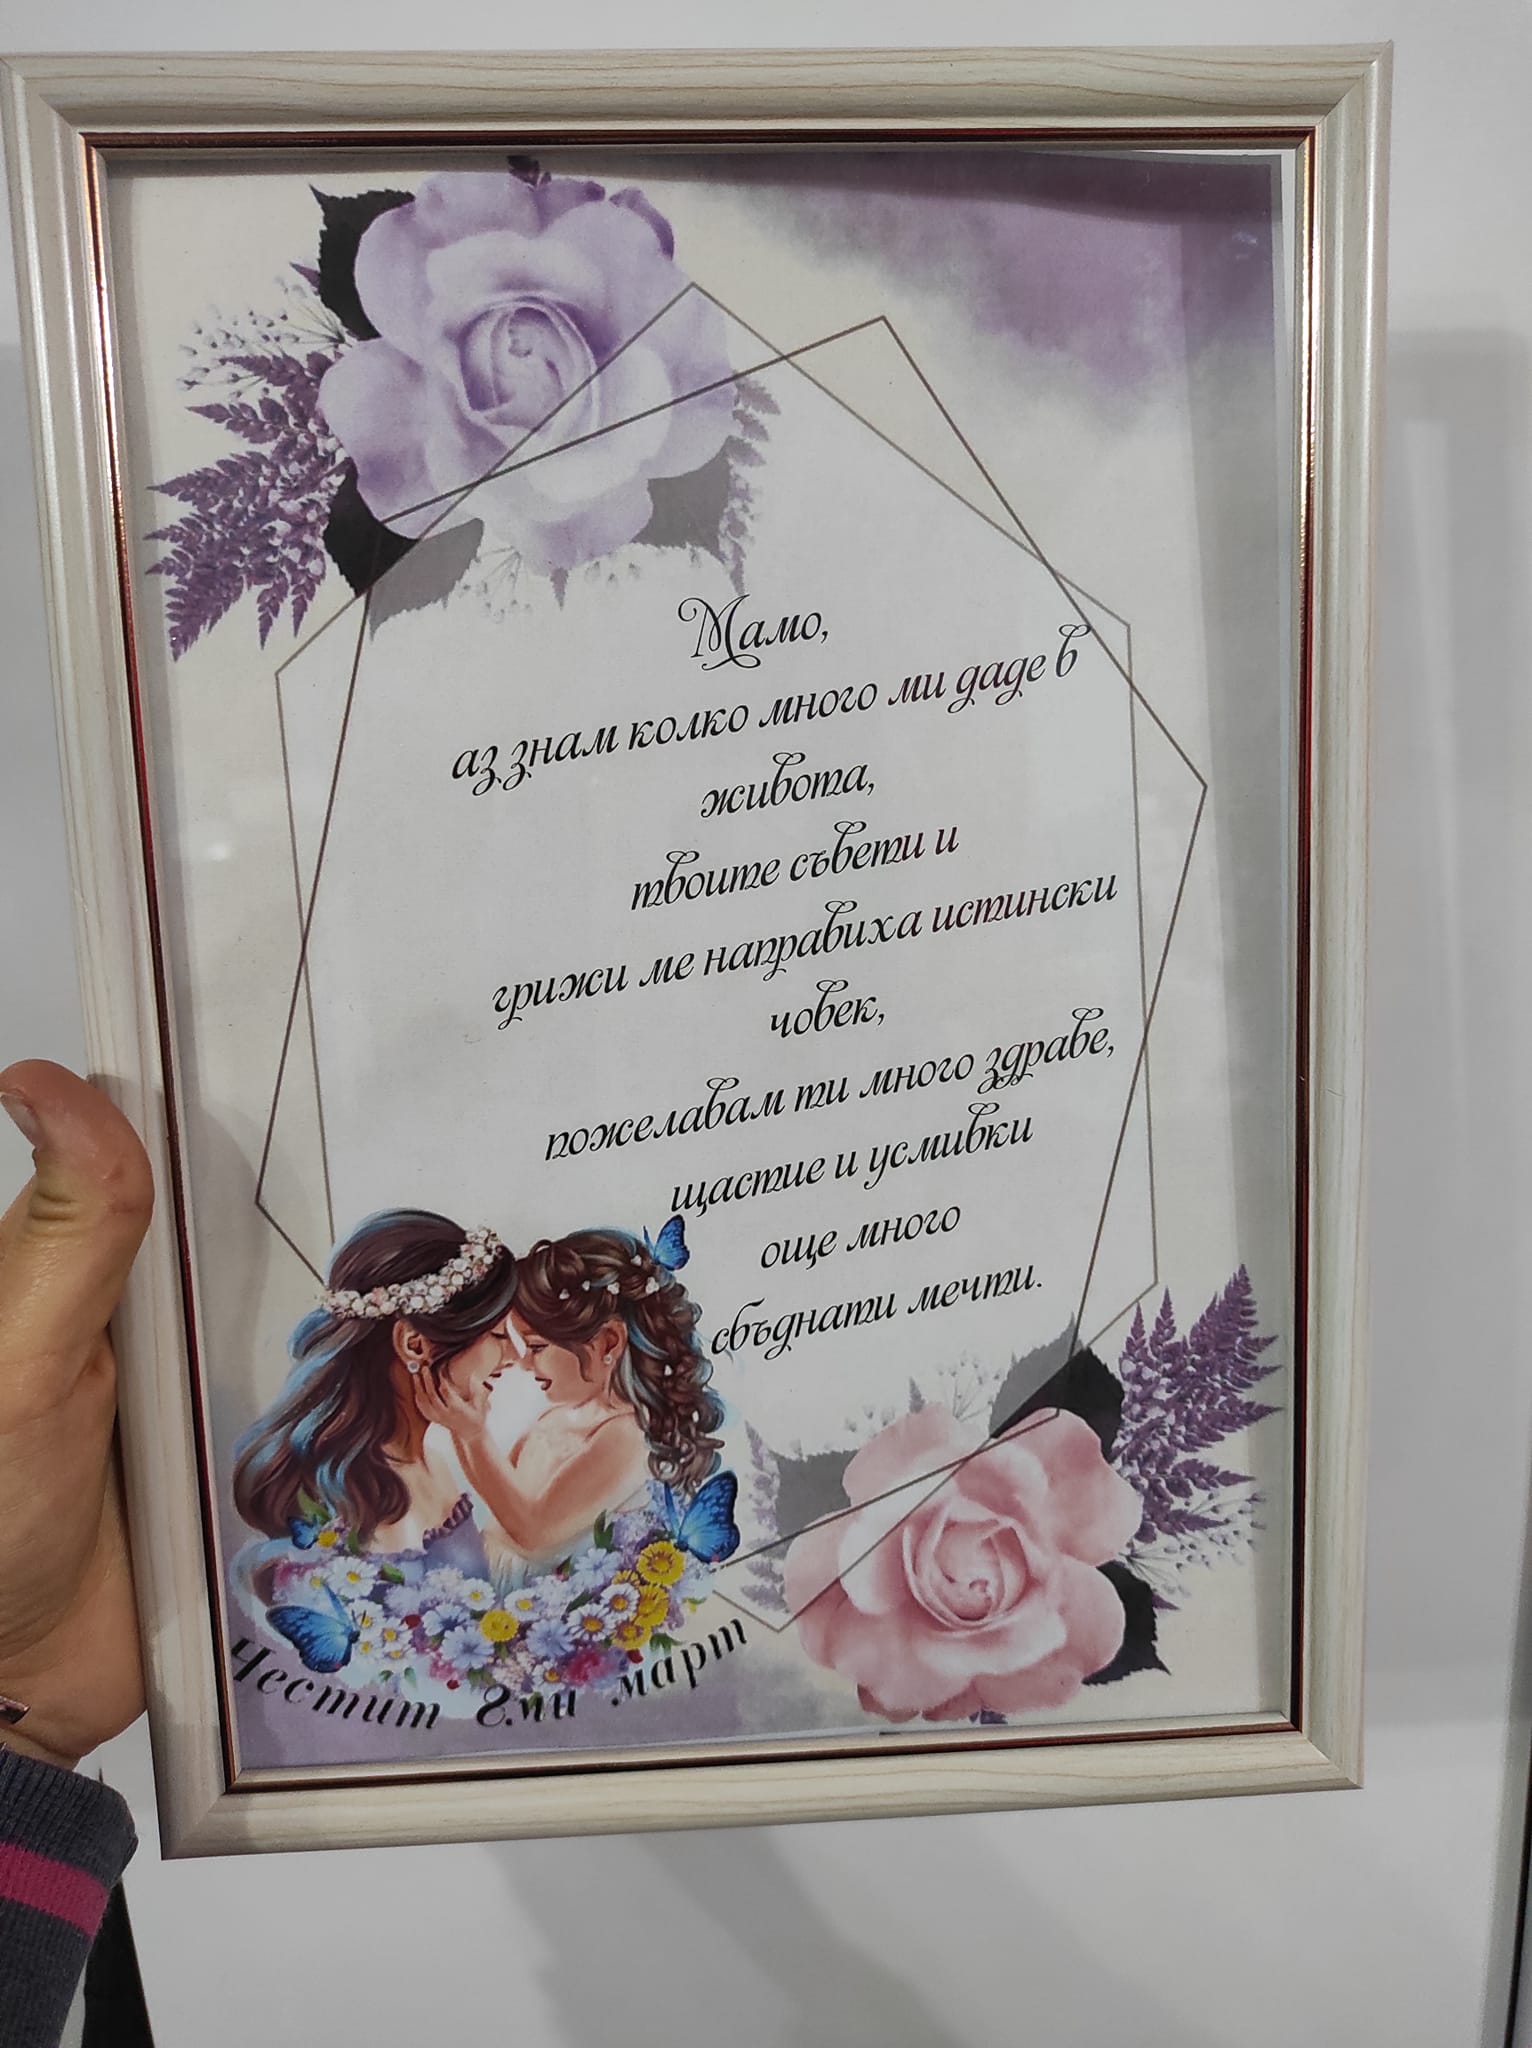 Мамо,
аз знам колко много ми даде в
живота,
твоите съвети и
грижи ме направиха истински
човек,
пожелавам ти много здраве,
щастие и усмивки
още много
сбъднати мечти.
Честит 8.ми март